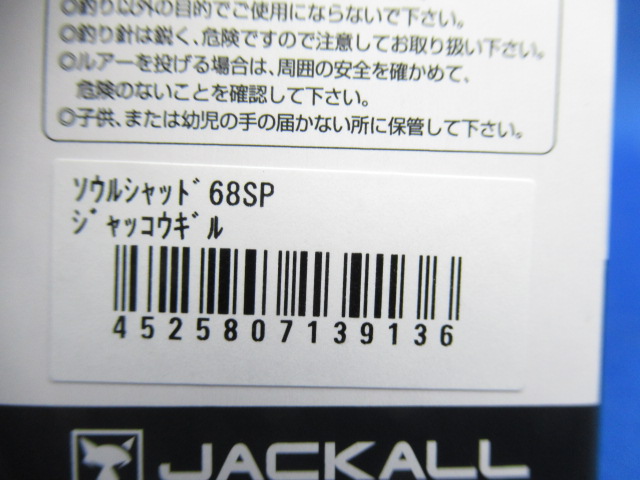 ◎釣り以外の目的でご使用にならないで下さい。
◎釣り針は鋭く、危険ですので注意してお取り扱い下さい。
◎ルアーを投げる場合は、周囲の安全を確かめて、
危険のないことを確認して下さい。
◎子供、または幼児の手の届かない所に保管して下さい。
ｿｳﾙｼｬｯﾄﾞ68SP
ｼﾞｬｯｺｳｷﾞﾙ
4525807139136
JACKALL